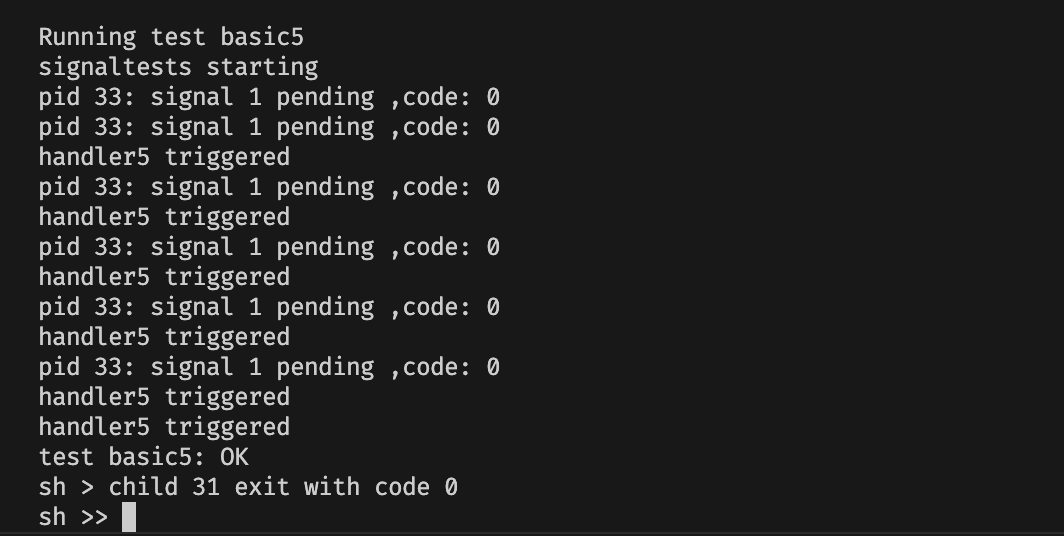 Running test basic5
signaltests starting
pid 33: signal 1 pending ,code: 0
pid 33: signal 1 pending ,code: 0
handler5 triggered
pid 33: signal 1 pending ,code: 0
handler5 triggered
pid 33: signal 1 pending ,code: 0
handler5 triggered
pid 33: signal 1 pending ,code: 0
handler5 triggered
pid 33: signal 1 pending ,code: 0
handler5 triggered
handler5 triggered
test basic5: OK
sh > child 31 exit with code 0
sh >>